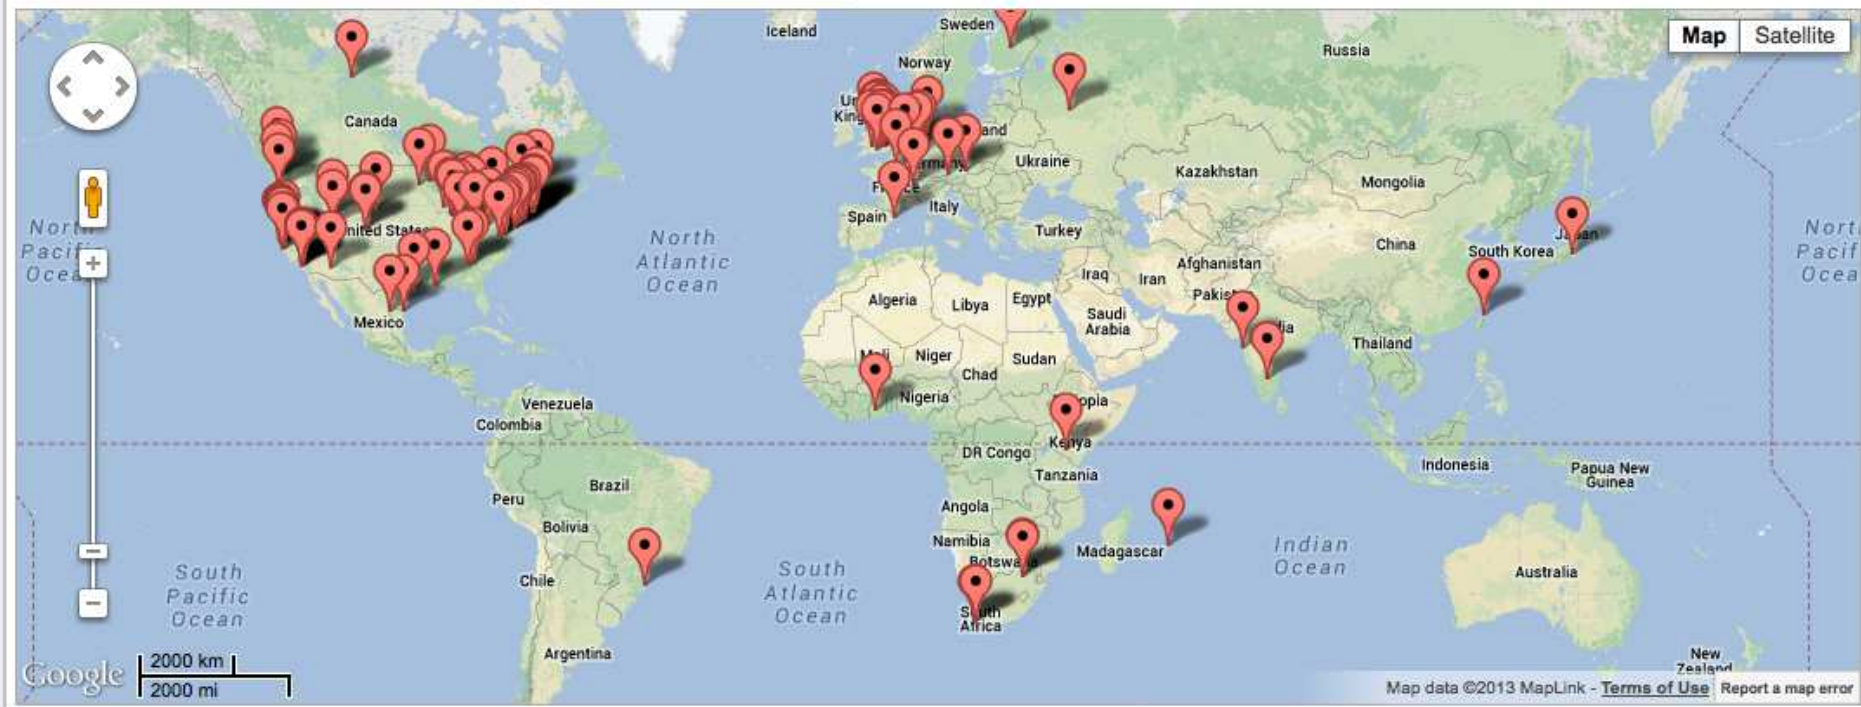 Iceland
Sweden
Map
Satellite
Russia
Norway
Canada
Ukraine
Kazakhstan
Mongolia
Italy
Spain
Turkey
China
South Korea
North
Atlantic
Ocean
Afghanistan
Iraq
Iran
Algeria
Libya
Egypt
Saudi
Arabia
Mexico
Thailand
Niger
Sudan
Chad
Nigeria
Venezuela
Colombia
Kenya
DR Congo
Tanzania
Indonesia
Papua New
Guinea
Brazil
Peru
Angola
Bolivia
Namibia
Madagascar
Indian
Ocean
South
Pacific
Ocean
South
Atlantic
Ocean
Chile
Australia
South
Africa
Argentina
New
Zealand
Google
2000 km
2000 mi
Map data ©2013 MapLink - Terms of Use
Report a map error